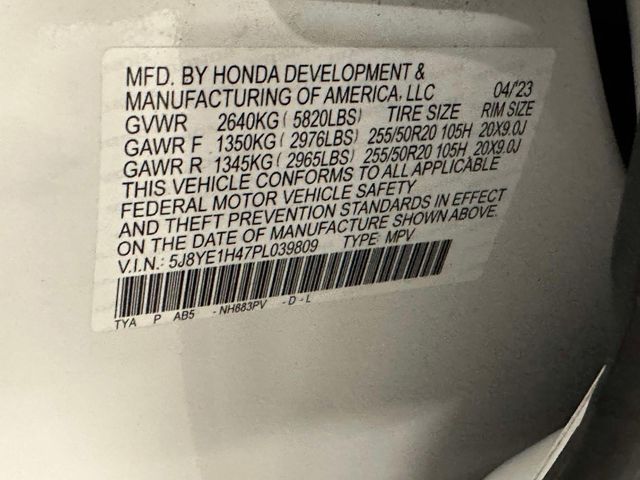 MFD. BY HONDA DEVELOPMENT &
MANUFACTURING OF AMERICA, LLC 04/'23
GVWR 2640KG( 5820LBS) TIRE SIZE RIM SIZE
GAWR F 1350KG( 2976LBS) 255/50R20 105H 20X9.0J
GAWR R 1345KG( 2965LBS) 255/50R20 105H 20X9.0J
THIS VEHICLE CONFORMS TO ALL APPLICABLE
FEDERAL MOTOR VEHICLE SAFETY
AND THEFT PREVENTION STANDARDS IN EFFECT
ON THE DATE OF MANUFACTURE SHOWN ABOVE.
V.I.N.: 5J8YE1H47PL039809 TYPE: MPV
TYA P AB5 -NH883PV -D-L